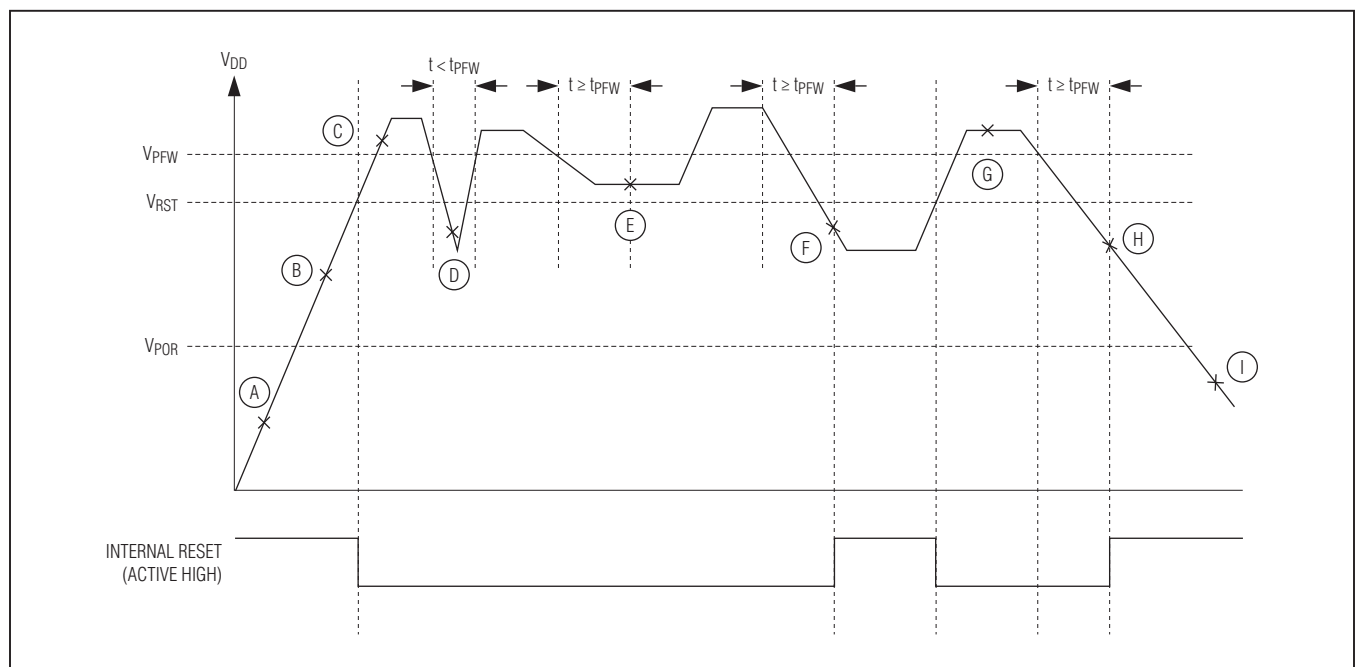 VDD
t < tPFW
t ≥ tPFW
t ≥ tPFW
t ≥ tPFW
C
G
VPFW
VRST
E
F
H
B
D
VPOR
I
A
INTERNAL RESET
(ACTIVE HIGH)